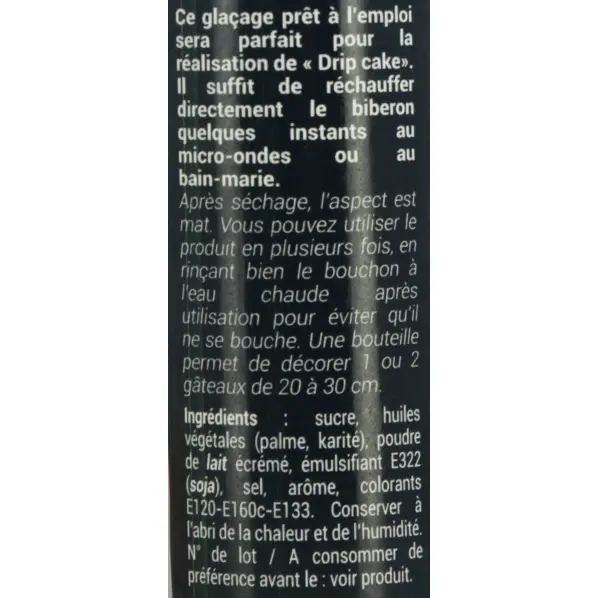 Ce glaçage prêt à l'emploi
sera parfait pour la
réalisation de « Drip cake».
Il suffit de réchauffer
directement le biberon
quelques instants au
micro-ondes ou au
bain-marie.
Après séchage, l'aspect est
mat. Vous pouvez utiliser le
produit en plusieurs fois, en
rinçant bien le bouchon à
l'eau chaude après
utilisation pour éviter qu'il
ne se bouche. Une bouteille
permet de décorer 1 ou 2
gâteaux de 20 à 30 cm.
Ingrédients : sucre, huiles
végétales (palme, karité), poudre
de lait écrémé, émulsifiant E322
(soja), sel, arôme, colorants
E120-E160c-E133. Conserver à
l'abri de la chaleur et de l'humidité.
N° de lot / A consommer de
préférence avant le : voir produit.